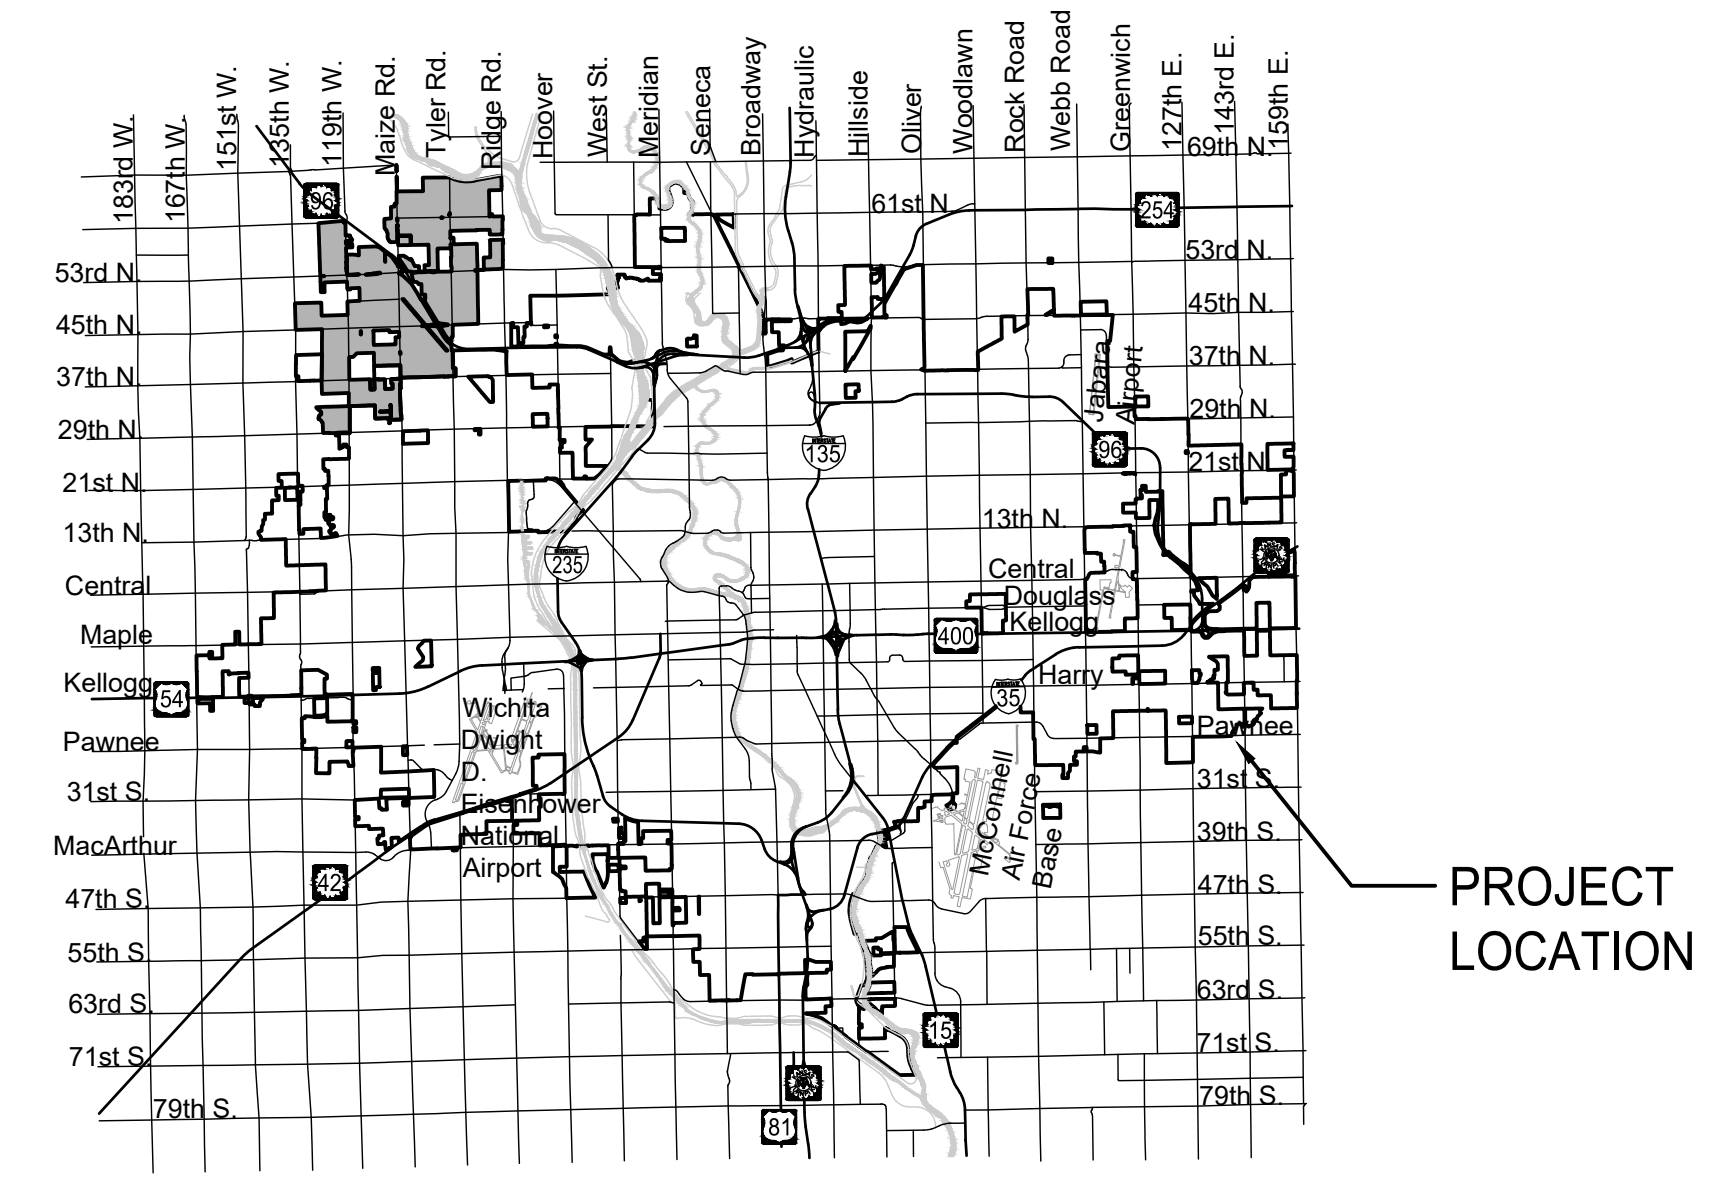 183rd W.
167th W.
151st W.
135th W.
119th W.
Maize Rd.
Tyler Rd.
Ridge Rd.
Hoover
West St.
Meridian
Seneca
Broadway
Hydraulic
Hillside
Oliver
Woodlawn
Rock Road
Webb Road
Greenwich
127th E.
143rd E.
159th E.
69th N.
96
61st N.
254
53rd N.
53rd N.
45th N.
45th N.
37th N.
37th N.
Jabara
Airport
29th N.
29th N.
INTERSTATE
135
96
21st N.
21st N.
13th N.
13th N.
INTERSTATE
235
Central
Central
Douglass
Kellogg
Maple
400
Kellogg
54
Harry
INTERSTATE
35
Wichita
Dwight
D.
Eisenhower
National
Airport
Pawnee
Pawnee
31st S.
31st S.
McConnell
Air Force
Base
MacArthur
39th S.
42
47th S.
47th S.
PROJECT
LOCATION
55th S.
55th S.
63rd S.
63rd S.
15
71st S.
71st S.
79th S.
79th S.
81